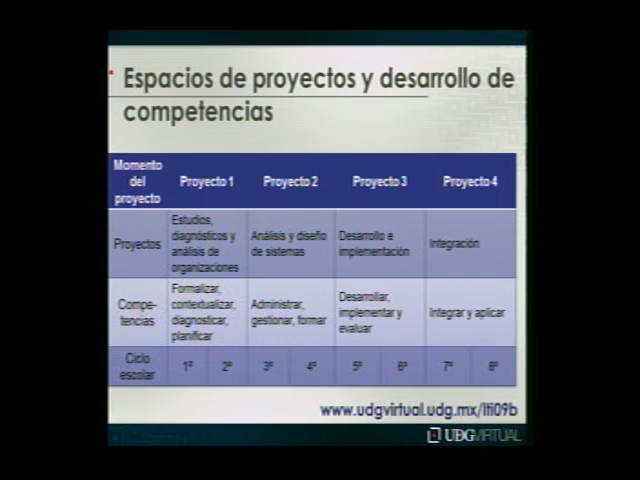 Espacios de proyectos y desarrollo de
competencias
Momento
del
proyecto
Proyecto 1
Proyecto 2
Proyecto 3
Proyecto 4
Proyectos
Estudios,
diagnósticos y
análisis de
organizaciones
Análisis y diseño
de sistemas
Desarrollo e
implementación
Integración
Compe-
tencias
Formalizar,
contextualizar,
diagnosticar,
planificar
Administrar,
gestionar, formar
Desarrollar,
implementar y
evaluar
Integrar y aplicar
Ciclo
escolar
1º
2º
3º
4º
5º
6º
7º
8º
www.udgvirtual.udg.mx/lti09b
UDGVIRTUAL